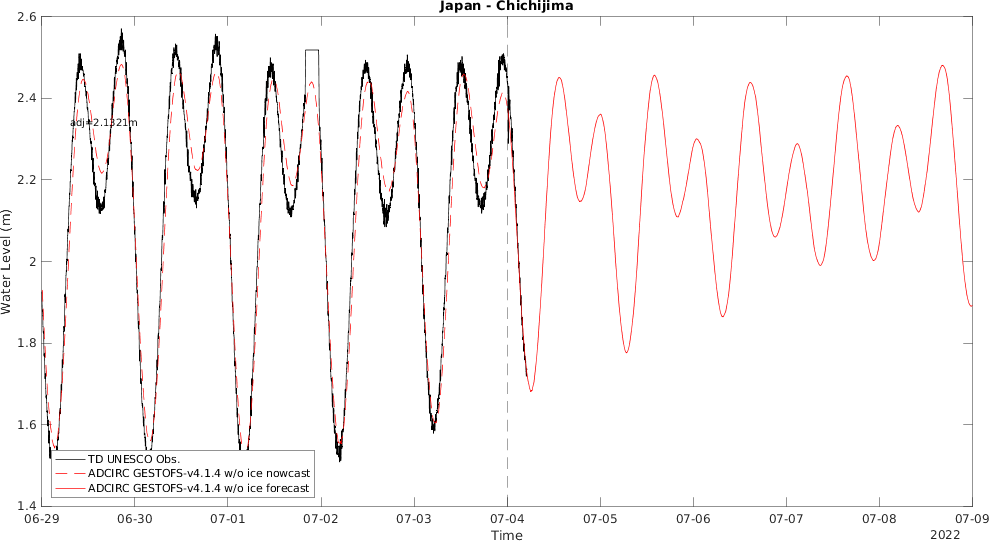 Japan - Chichijima
2.6
2.4
2.2
2
1.8
1.6
1.4
Water Level (m)
adj=2.1321m
TD UNESCO Obs.
ADCIRC GESTOFS-v4.1.4 w/o ice nowcast
ADCIRC GESTOFS-v4.1.4 w/o ice forecast
06-29 06-30 07-01 07-02 07-03 07-04 07-05 07-06 07-07 07-08 07-09
Time
2022